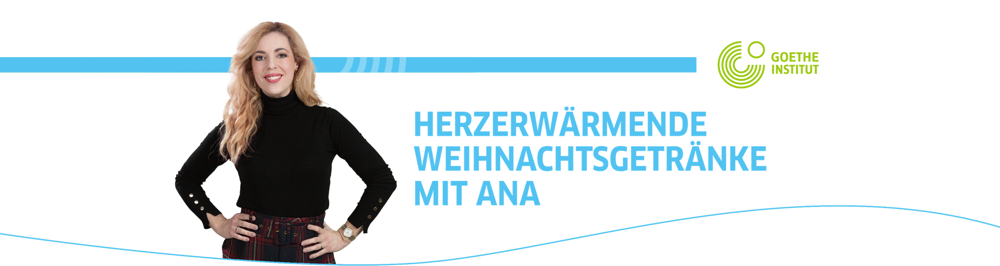 GOETHE
INSTITUT
HERZERWÄRMENDE
WEIHNACHTSGETRÄNKE
MIT ANA